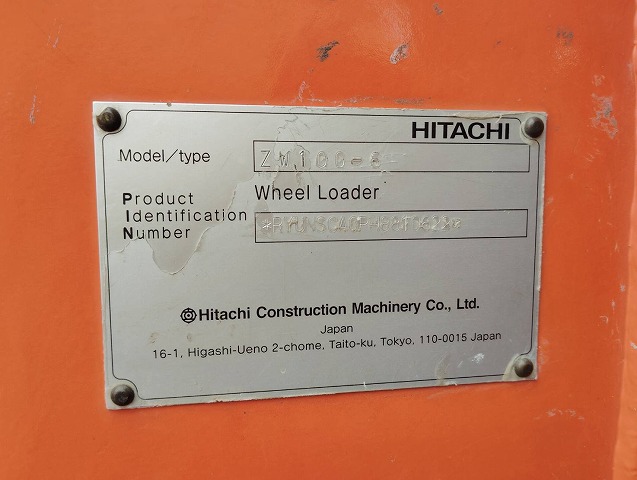 HITACHI
Model/type ZW100-6
Product Wheel Loader
Identification
Number
Hitachi Construction Machinery Co., Ltd.
Japan
16-1, Higashi-Ueno 2-chome, Taito-ku, Tokyo, 110-0015 Japan